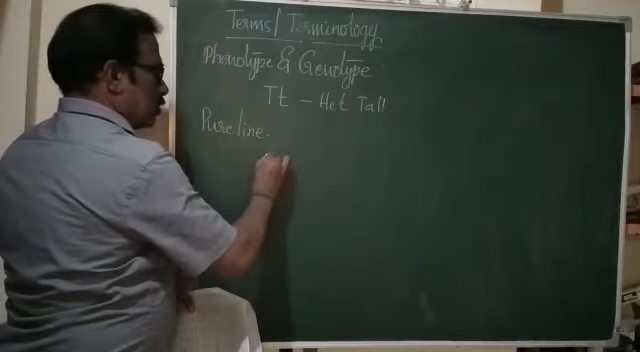 Terms/Terminology
Phenotype & Genotype
Tt - Het Tall
Pure line.